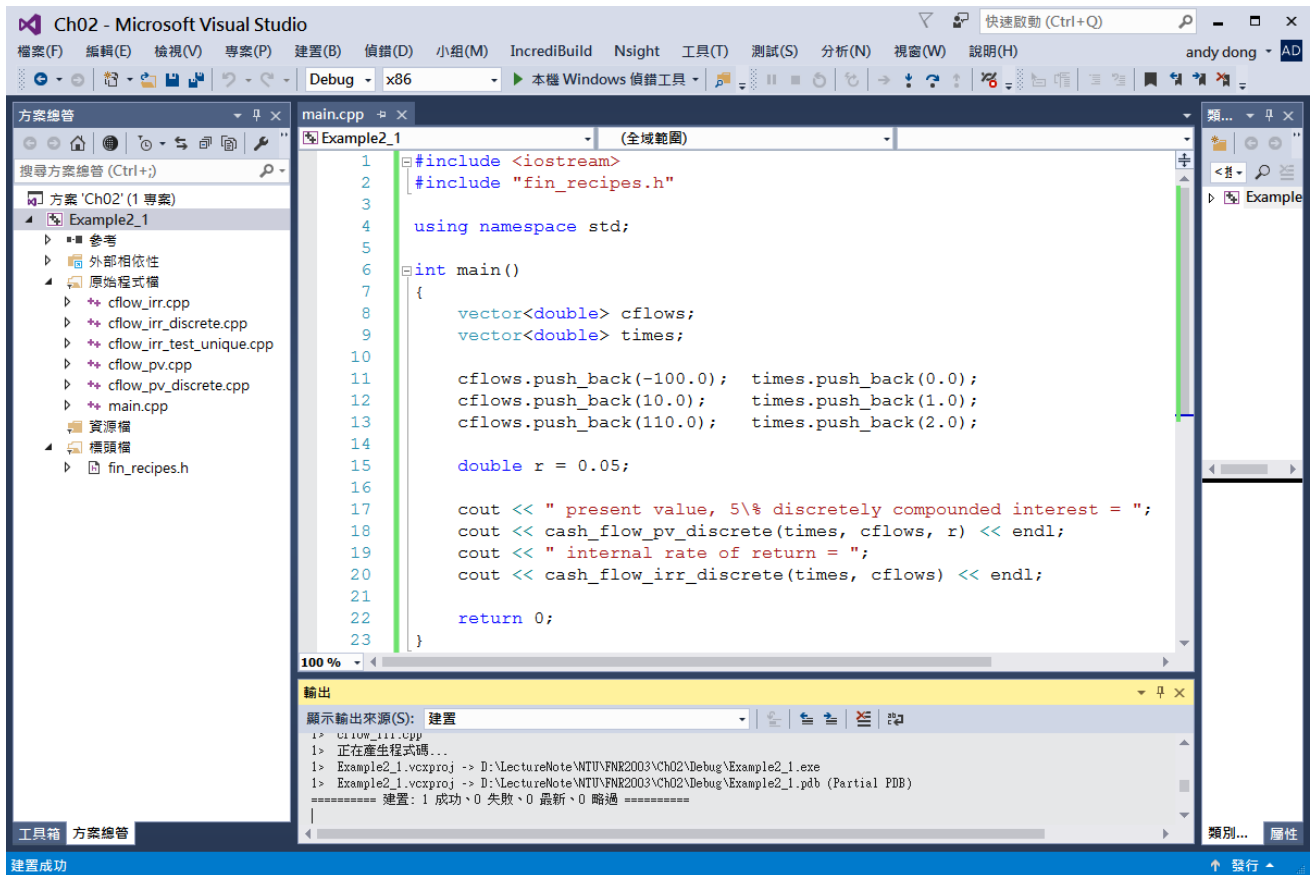 Ch02 - Microsoft Visual Studio
快速啟動 (Ctrl+Q)
檔案(F) 編輯(E) 檢視(V) 專案(P) 建置(B) 偵錯(D) 小組(M) IncrediBuild Nsight 工具(T) 測試(S) 分析(N) 視窗(W) 說明(H)
andy dong AD
Debug x86 本機 Windows 偵錯工具
方案總管
搜尋方案總管 (Ctrl+;)
方案 'Ch02' (1 專案)
Example2_1
參考
外部相依性
原始程式檔
cflow_irr.cpp
cflow_irr_discrete.cpp
cflow_irr_test_unique.cpp
cflow_pv.cpp
cflow_pv_discrete.cpp
main.cpp
資源檔
標頭檔
fin_recipes.h
工具箱 方案總管
main.cpp
Example2_1 (全域範圍)
1 #include <iostream>
2 #include "fin_recipes.h"
3
4 using namespace std;
5
6 int main()
7 {
8 vector<double> cflows;
9 vector<double> times;
10
11 cflows.push_back(-100.0); times.push_back(0.0);
12 cflows.push_back(10.0); times.push_back(1.0);
13 cflows.push_back(110.0); times.push_back(2.0);
14
15 double r = 0.05;
16
17 cout << " present value, 5\% discretely compounded interest = ";
18 cout << cash_flow_pv_discrete(times, cflows, r) << endl;
19 cout << " internal rate of return = ";
20 cout << cash_flow_irr_discrete(times, cflows) << endl;
21
22 return 0;
23 }
100 %
輸出
顯示輸出來源(S): 建置
1> cflow_irr.cpp
1> 正在產生程式碼...
1> Example2_1.vcxproj -> D:\LectureNote\NTU\FNR2003\Ch02\Debug\Example2_1.exe
1> Example2_1.vcxproj -> D:\LectureNote\NTU\FNR2003\Ch02\Debug\Example2_1.pdb (Partial PDB)
========== 建置: 1 成功、0 失敗、0 最新、0 略過 ==========
類...
Example
類別... 屬性
建置成功
發行